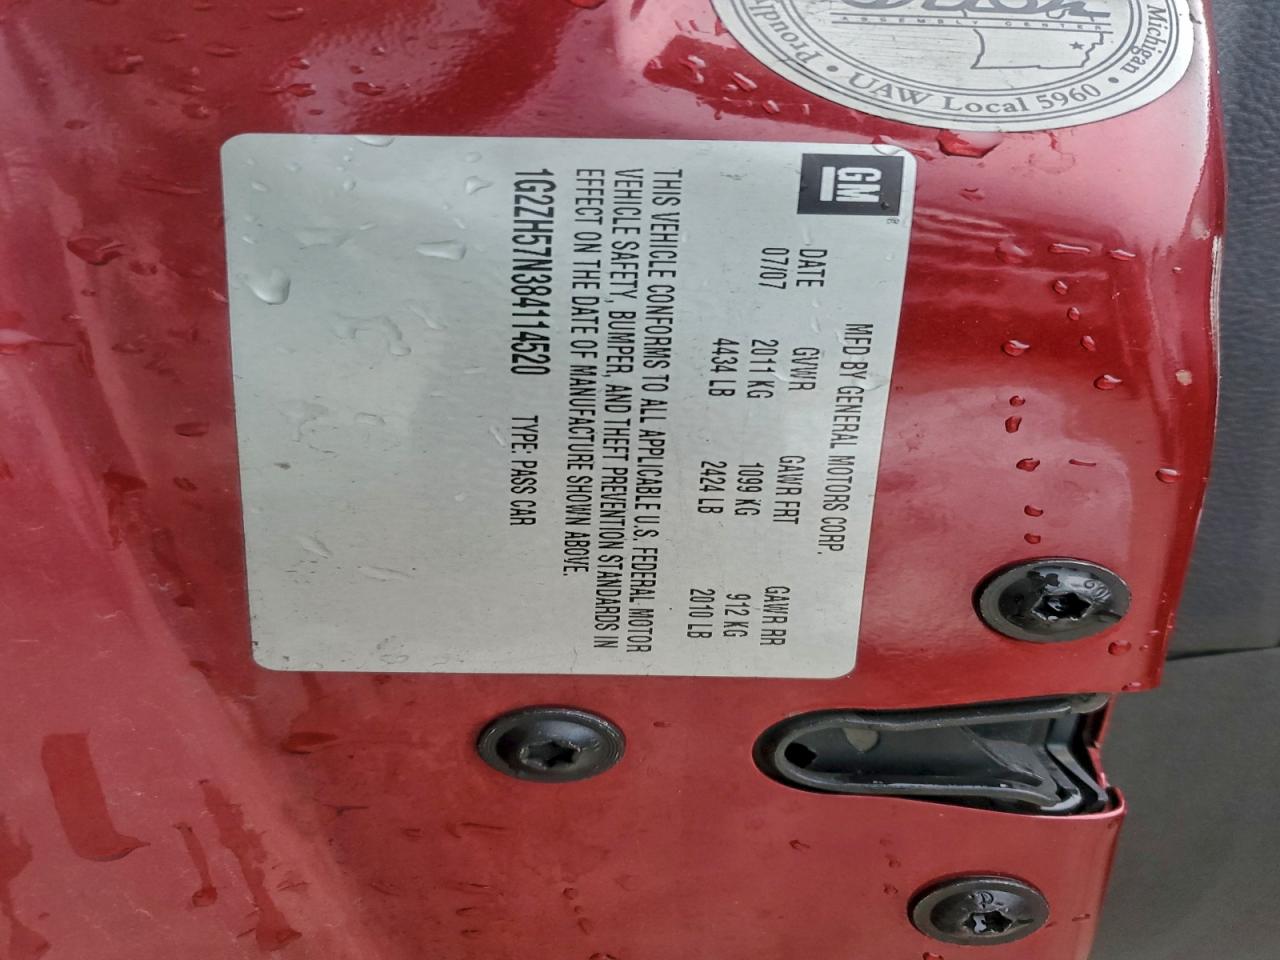 GM
MFD BY GENERAL MOTORS CORP.
DATE GVWR GAWR FRT GAWR RR
07/07 2011 KG 1099 KG 912 KG
4434 LB 2424 LB 2010 LB
THIS VEHICLE CONFORMS TO ALL APPLICABLE U.S. FEDERAL MOTOR
VEHICLE SAFETY, BUMPER, AND THEFT PREVENTION STANDARDS IN
EFFECT ON THE DATE OF MANUFACTURE SHOWN ABOVE.
1G2ZH57N384114520 TYPE: PASS CAR
ASSEMBLY CENTER
Proudly
• UAW Local 5960 •
Michigan